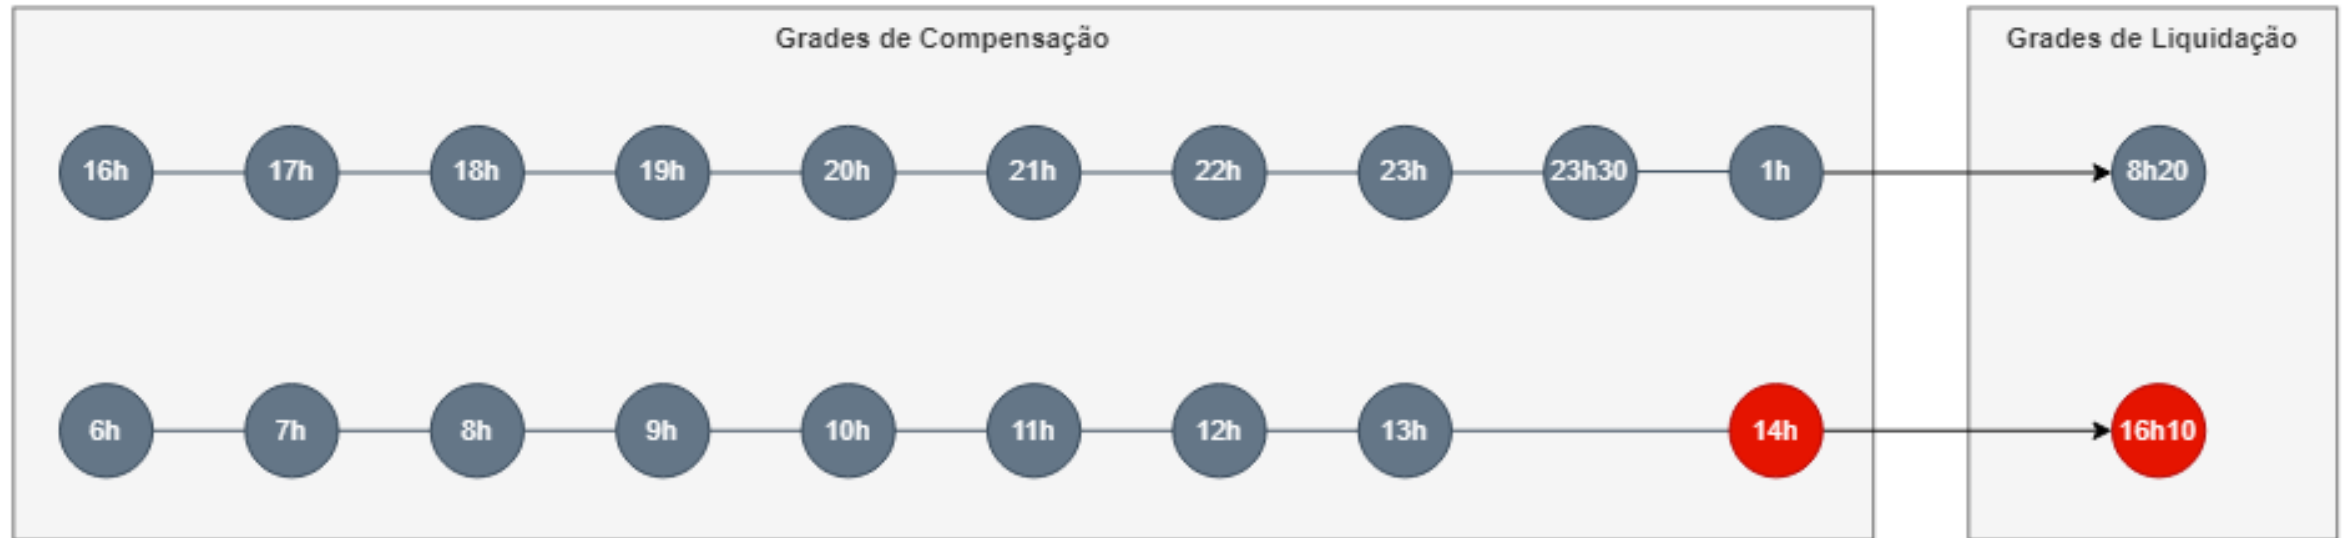 Grades de Compensação
Grades de Liquidação
16h 17h 18h 19h 20h 21h 22h 23h 23h30 1h 8h20
6h 7h 8h 9h 10h 11h 12h 13h 14h 16h10